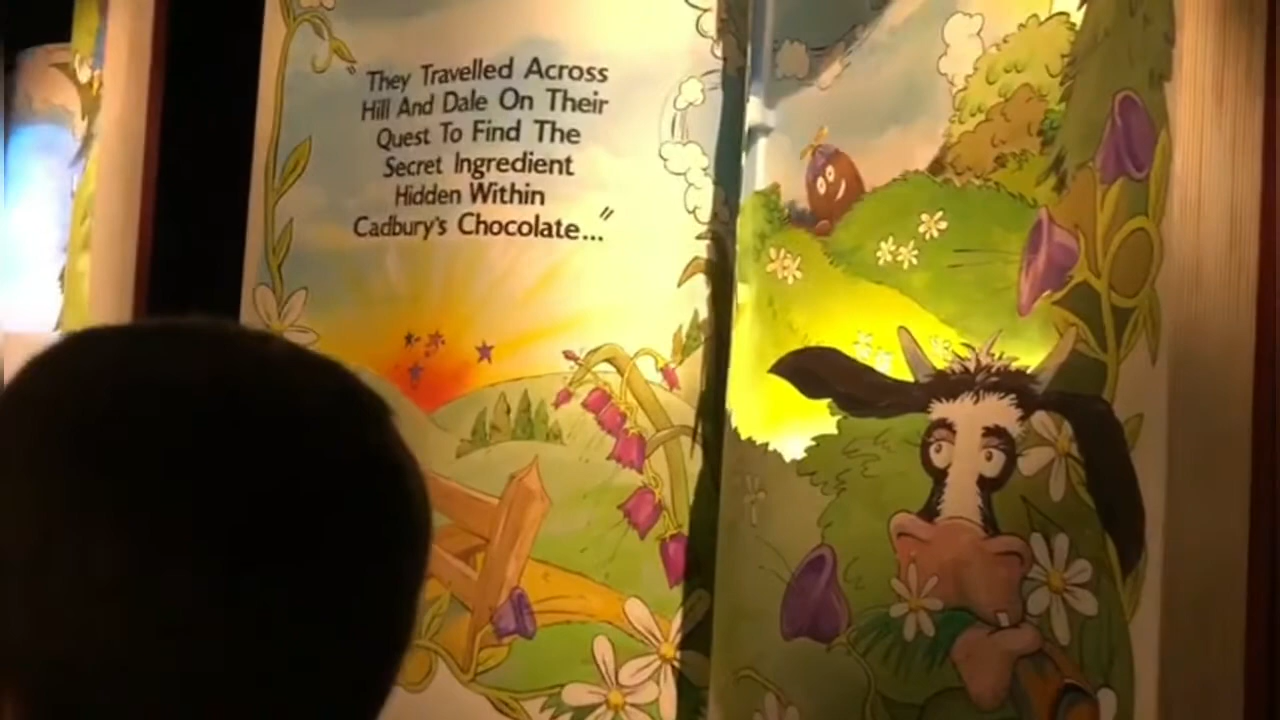 "They Travelled Across
Hill And Dale On Their
Quest To Find The
Secret Ingredient
Hidden Within
Cadbury's Chocolate..."